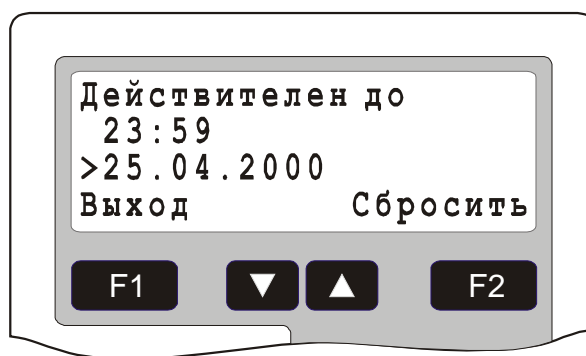 Действителен до
23:59
>25.04.2000
Выход Сбросить
F1 ▼ ▲ F2